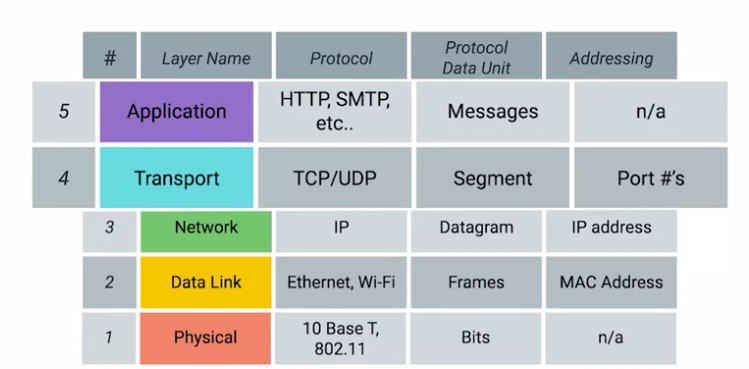 # Layer Name Protocol Protocol Data Unit Addressing
5 Application HTTP, SMTP, etc.. Messages n/a
4 Transport TCP/UDP Segment Port #'s
3 Network IP Datagram IP address
2 Data Link Ethernet, Wi-Fi Frames MAC Address
1 Physical 10 Base T, 802.11 Bits n/a